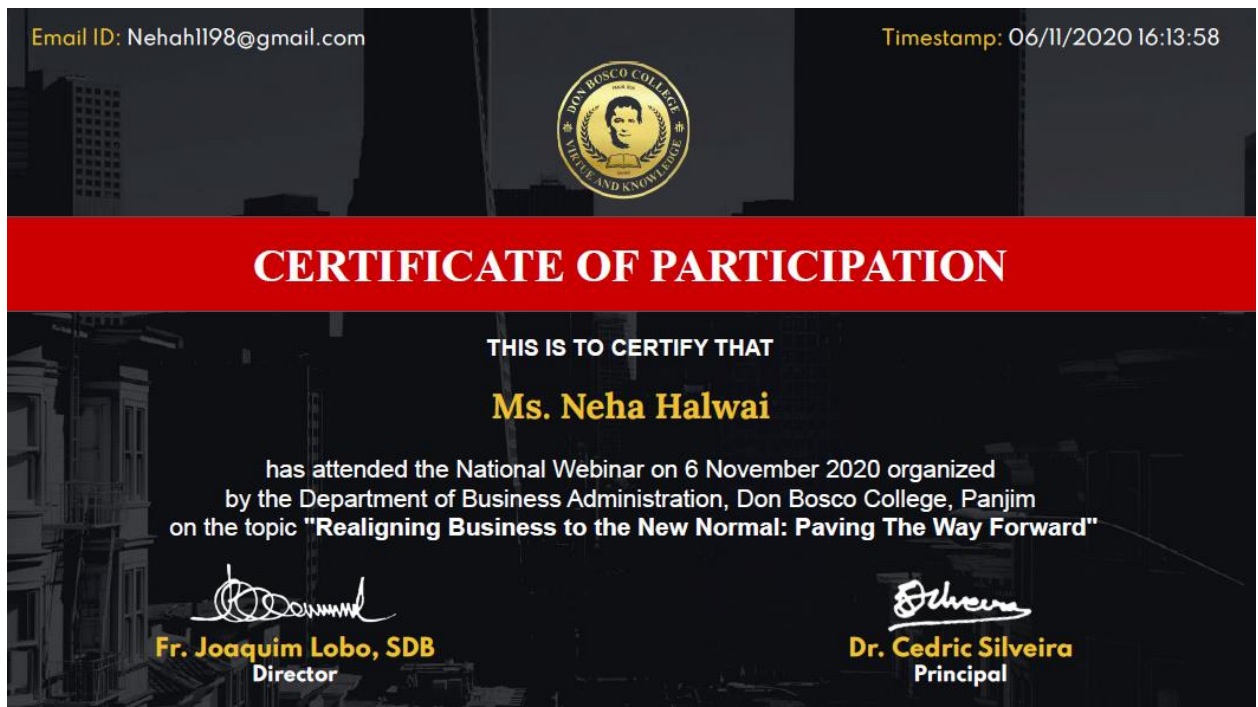 Email ID: Nehah1198@gmail.com
Timestamp: 06/11/2020 16:13:58
DON BOSCO COLLEGE
VIRTUE AND KNOWLEDGE
CERTIFICATE OF PARTICIPATION
THIS IS TO CERTIFY THAT
Ms. Neha Halwai
has attended the National Webinar on 6 November 2020 organized
by the Department of Business Administration, Don Bosco College, Panjim
on the topic "Realigning Business to the New Normal: Paving The Way Forward"
Fr. Joaquim Lobo, SDB
Director
Dr. Cedric Silveira
Principal